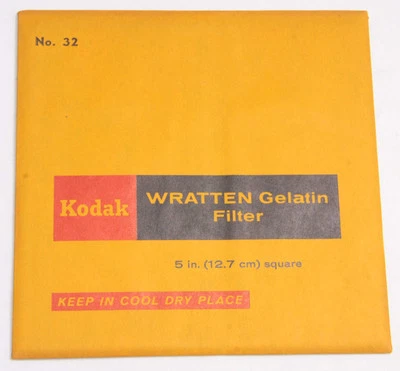 No. 32
Kodak
WRATTEN Gelatin
Filter
5 in. (12.7 cm) square
KEEP IN COOL DRY PLACE